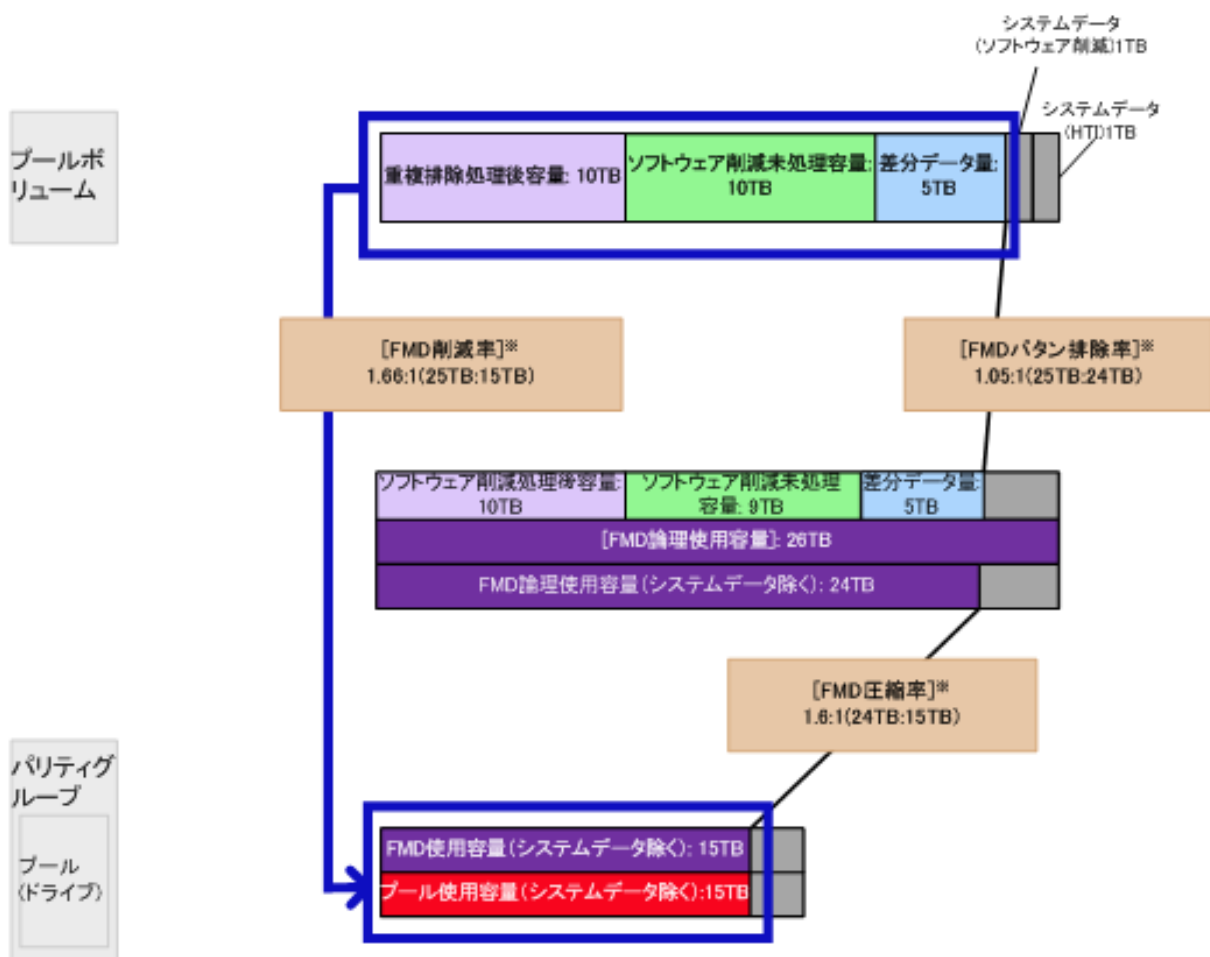 システムデータ
(ソフトウェア削減)1TB
システムデータ
(HTI)1TB
プールボ
リューム
重複排除処理後容量: 10TB
ソフトウェア削減未処理容量:
10TB
差分データ量:
5TB
[FMD削減率]※
1.66:1(25TB:15TB)
[FMDパタン排除率]※
1.05:1(25TB:24TB)
ソフトウェア削減処理後容量:
10TB
ソフトウェア削減未処理
容量: 9TB
差分データ量:
5TB
[FMD論理使用容量]: 26TB
FMD論理使用容量(システムデータ除く): 24TB
[FMD圧縮率]※
1.6:1(24TB:15TB)
パリティグ
ループ
プール
(ドライブ)
FMD使用容量(システムデータ除く): 15TB
プール使用容量(システムデータ除く):15TB